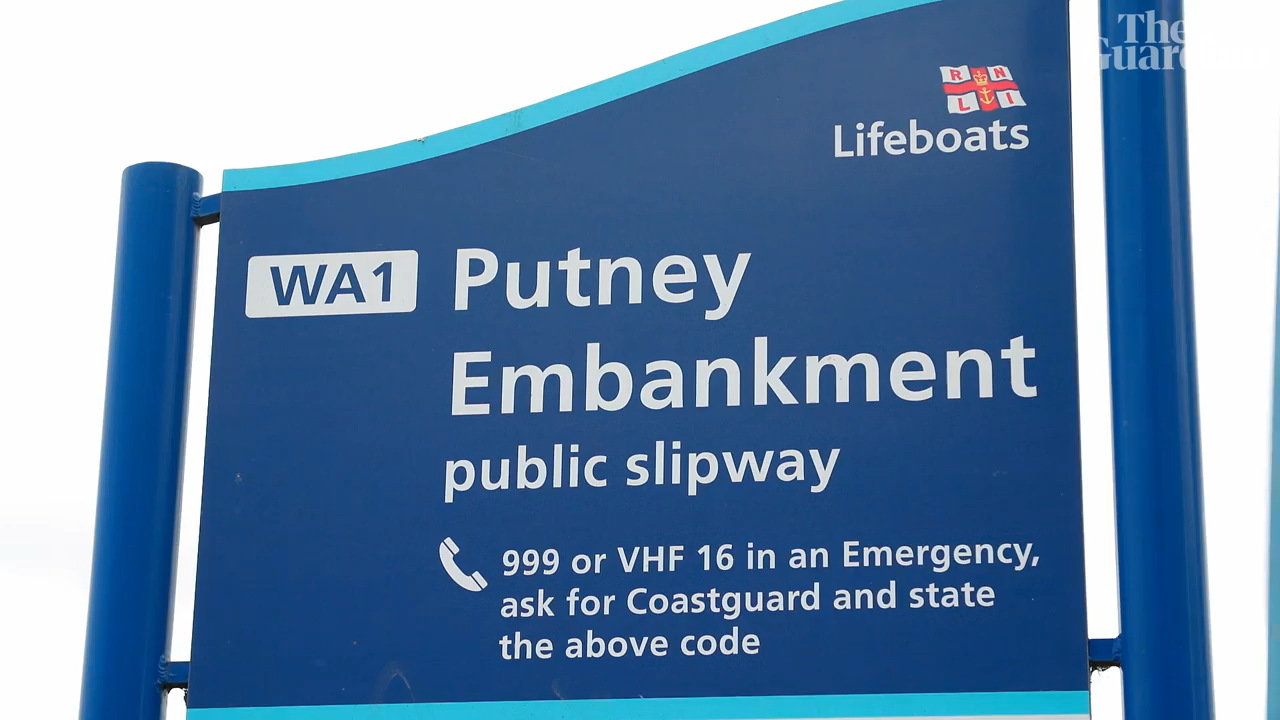 The
Guardian
RNLI
Lifeboats
WA1 Putney
Embankment
public slipway
999 or VHF 16 in an Emergency,
ask for Coastguard and state
the above code